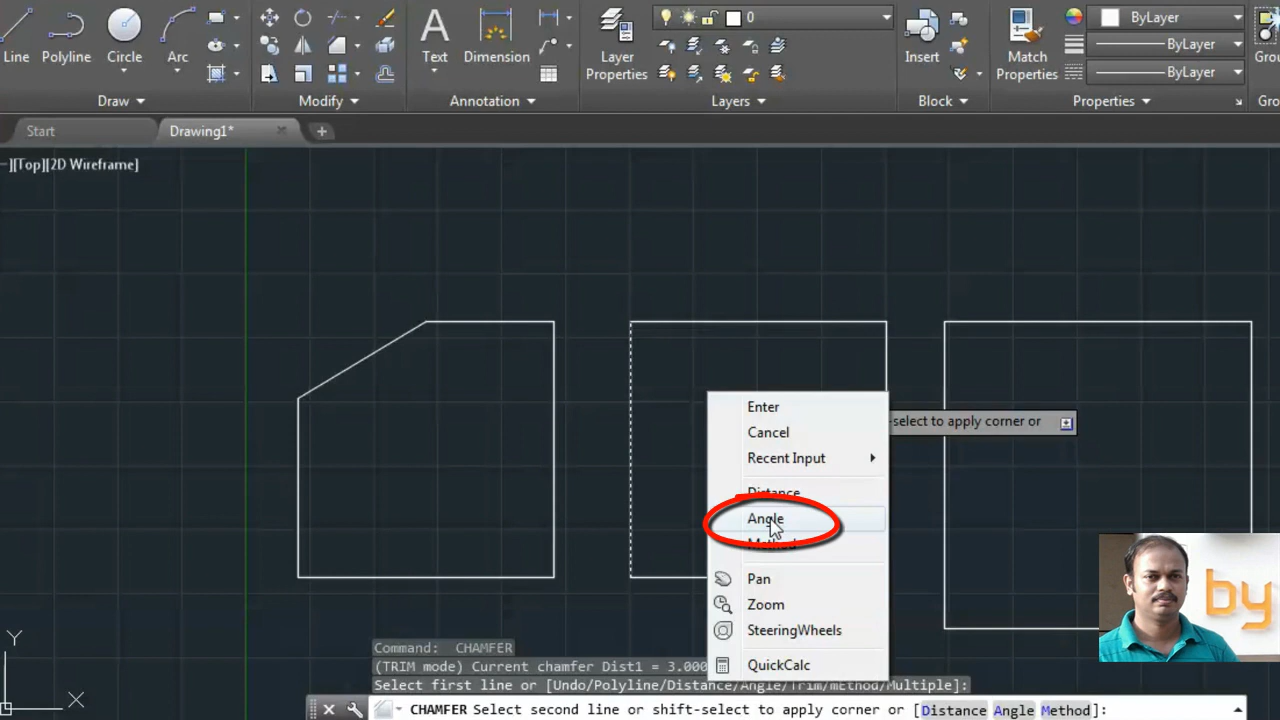 Line Polyline Circle Arc
Text Dimension
Layer Properties
0
Insert
Match Properties
ByLayer
ByLayer
ByLayer
Draw Modify Annotation Layers Block Properties
Start Drawing1* +
][Top][2D Wireframe]
Enter
Cancel
Recent Input
-select to apply corner or
Distance
Angle
Method
Pan
Zoom
SteeringWheels
QuickCalc
by
Y
X
Command: CHAMFER
(TRIM mode) Current chamfer Dist1 = 3.000
Select first line or [Undo/Polyline/Distance/Angle/Trim/mEthod/Multiple]:
CHAMFER Select second line or shift-select to apply corner or [Distance Angle Method]: